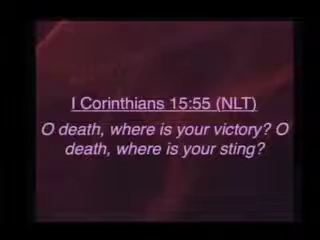 I Corinthians 15:55 (NLT)
O death, where is your victory? O
death, where is your sting?